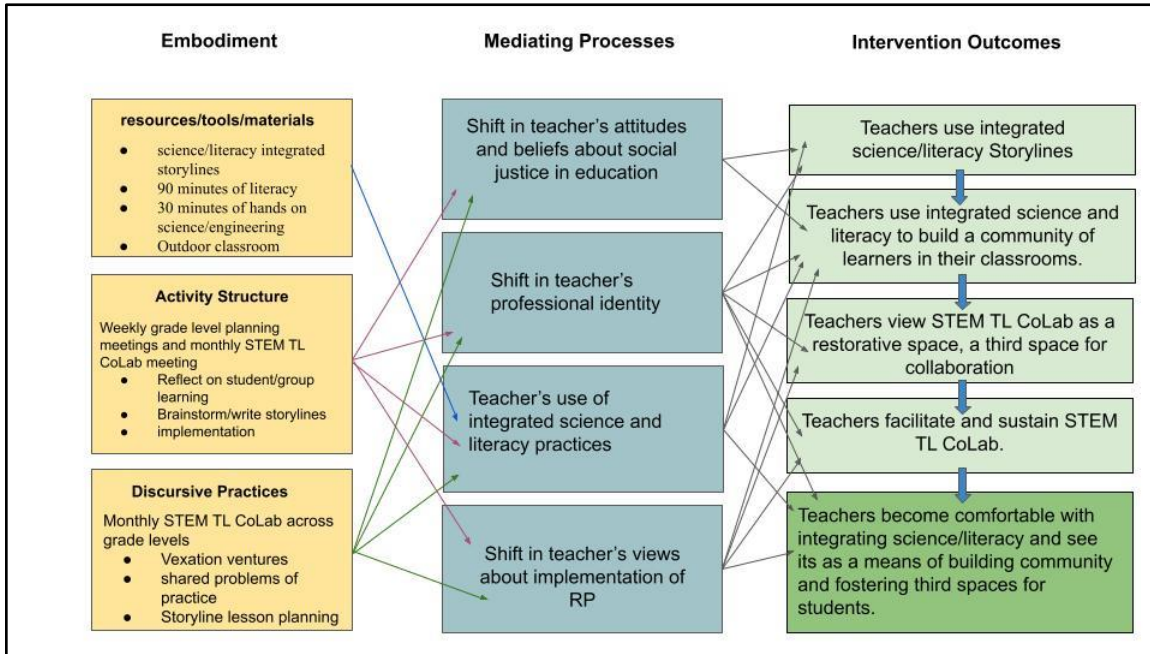 Embodiment
Mediating Processes
Intervention Outcomes
resources/tools/materials
● science/literacy integrated
storylines
● 90 minutes of literacy
● 30 minutes of hands on
science/engineering
● Outdoor classroom
Activity Structure
Weekly grade level planning
meetings and monthly STEM TL
CoLab meeting
● Reflect on student/group
learning
● Brainstorm/write storylines
● implementation
Discursive Practices
Monthly STEM TL CoLab across
grade levels
● Vexation ventures
● shared problems of
practice
● Storyline lesson planning
Shift in teacher's attitudes
and beliefs about social
justice in education
Shift in teacher's
professional identity
Teacher's use of
integrated science and
literacy practices
Shift in teacher's views
about implementation of
RP
Teachers use integrated
science/literacy Storylines
Teachers use integrated science and
literacy to build a community of
learners in their classrooms.
Teachers view STEM TL CoLab as a
restorative space, a third space for
collaboration
Teachers facilitate and sustain STEM
TL CoLab.
Teachers become comfortable with
integrating science/literacy and see
its as a means of building community
and fostering third spaces for
students.